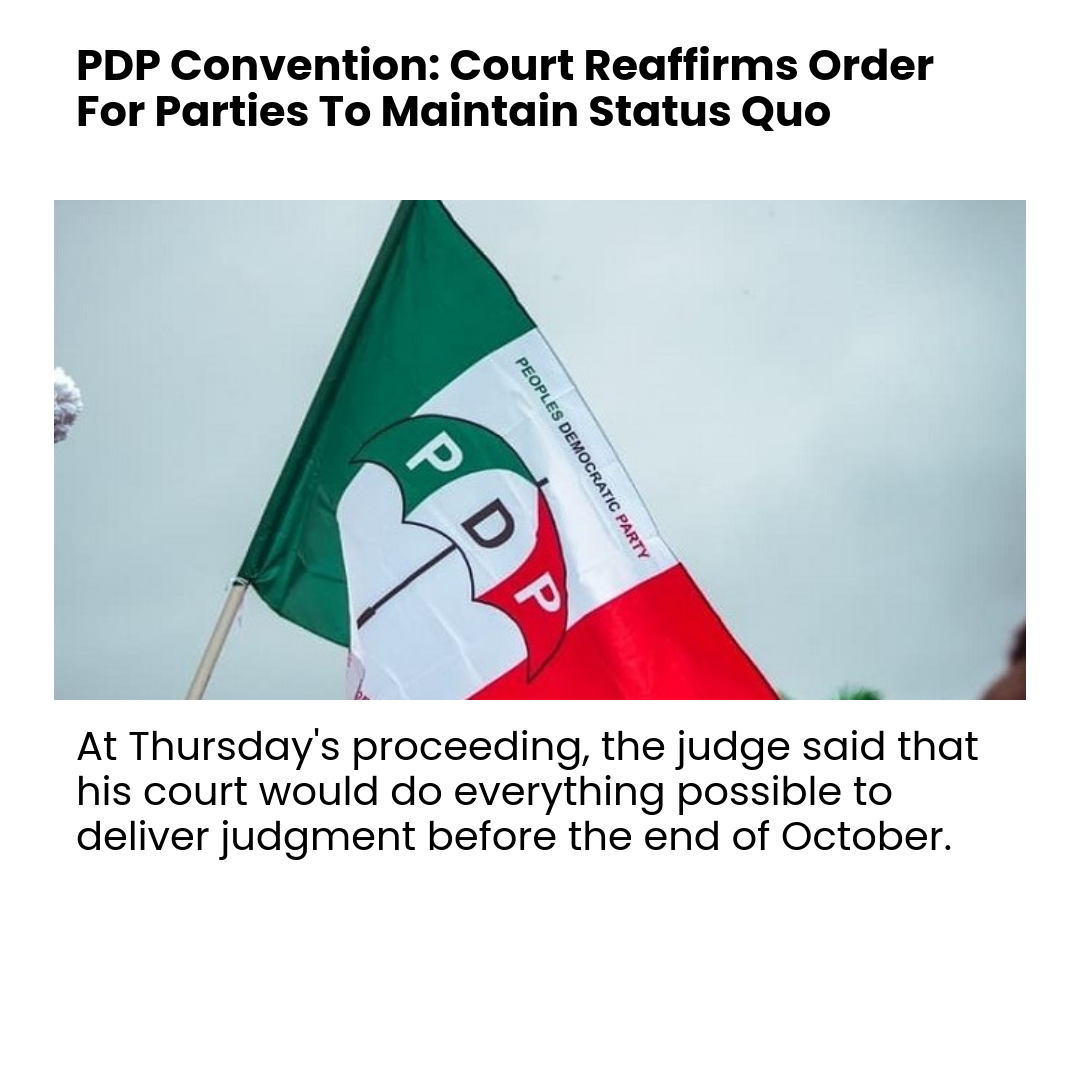 PDP Convention: Court Reaffirms Order
For Parties To Maintain Status Quo
PEOPLES DEMOCRATIC PARTY
P
D
P
At Thursday's proceeding, the judge said that
his court would do everything possible to
deliver judgment before the end of October.